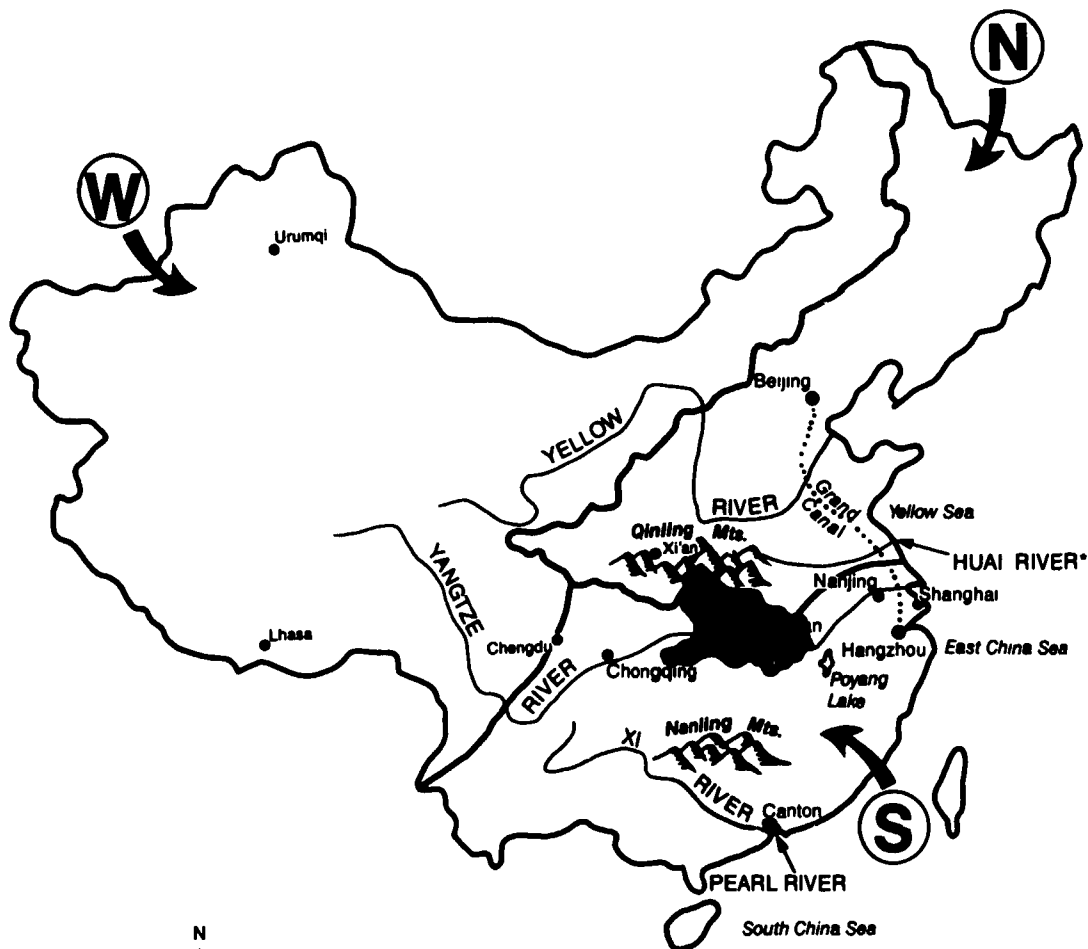 N
W
Urumqi
Beijing
YELLOW
RIVER
Grand
Canal
Yellow Sea
Qinling Mts.
Xi'an
HUAI RIVER*
YANGTZE
RIVER
Nanjing
Shanghai
Lhasa
Chengdu
Chongqing
Hangzhou
East China Sea
Poyang
Lake
Nanling Mts.
XI
RIVER
Canton
S
PEARL RIVER
N
South China Sea